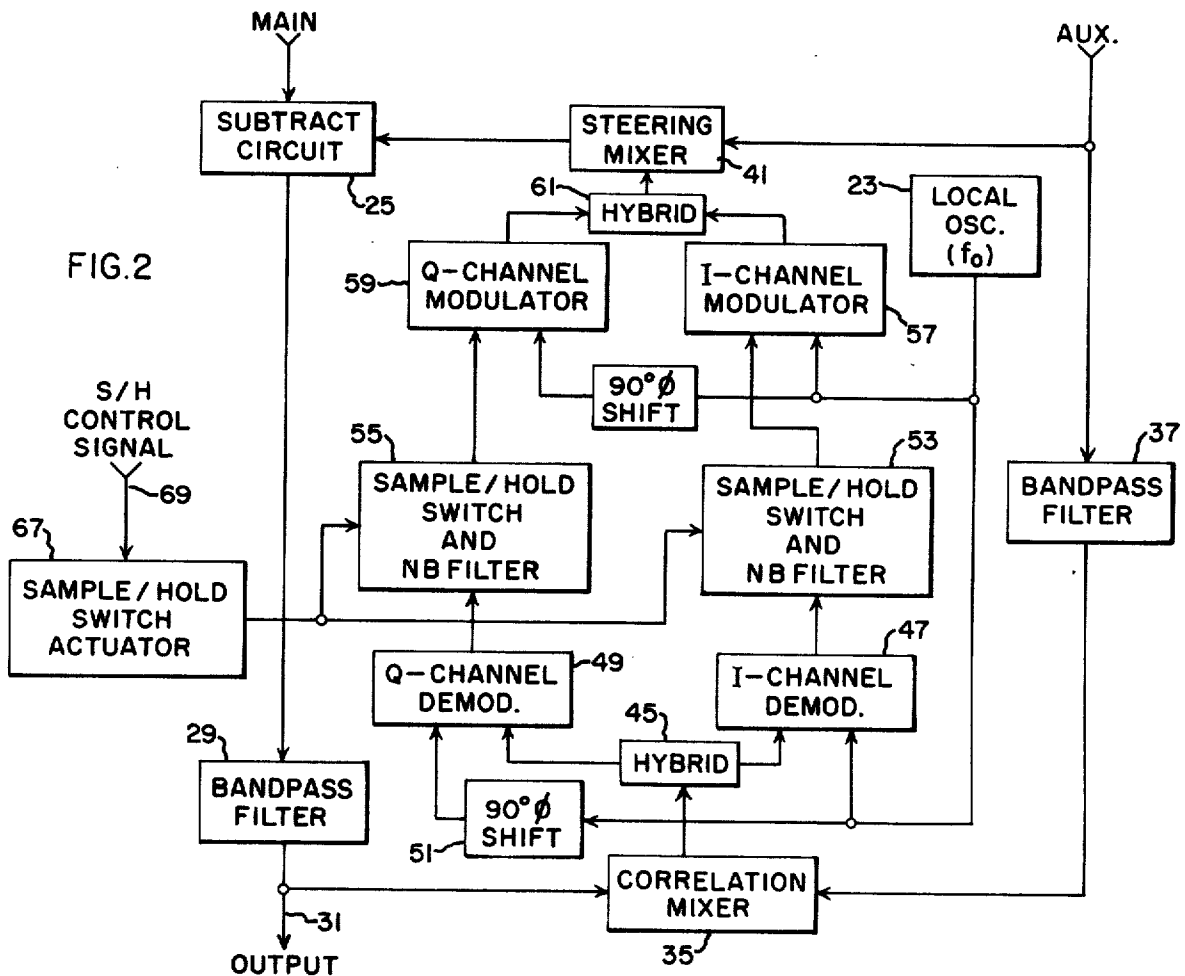 MAIN
AUX.
SUBTRACT
CIRCUIT
25
STEERING
MIXER
41
61
HYBRID
23
LOCAL
OSC.
(fo)
FIG.2
59
Q-CHANNEL
MODULATOR
I-CHANNEL
MODULATOR
57
90°ϕ
SHIFT
S/H
CONTROL
SIGNAL
69
55
SAMPLE/HOLD
SWITCH
AND
NB FILTER
53
SAMPLE/HOLD
SWITCH
AND
NB FILTER
37
BANDPASS
FILTER
67
SAMPLE/HOLD
SWITCH
ACTUATOR
49
Q-CHANNEL
DEMOD.
47
I-CHANNEL
DEMOD.
45
HYBRID
29
BANDPASS
FILTER
90°ϕ
SHIFT
51
CORRELATION
MIXER
35
31
OUTPUT